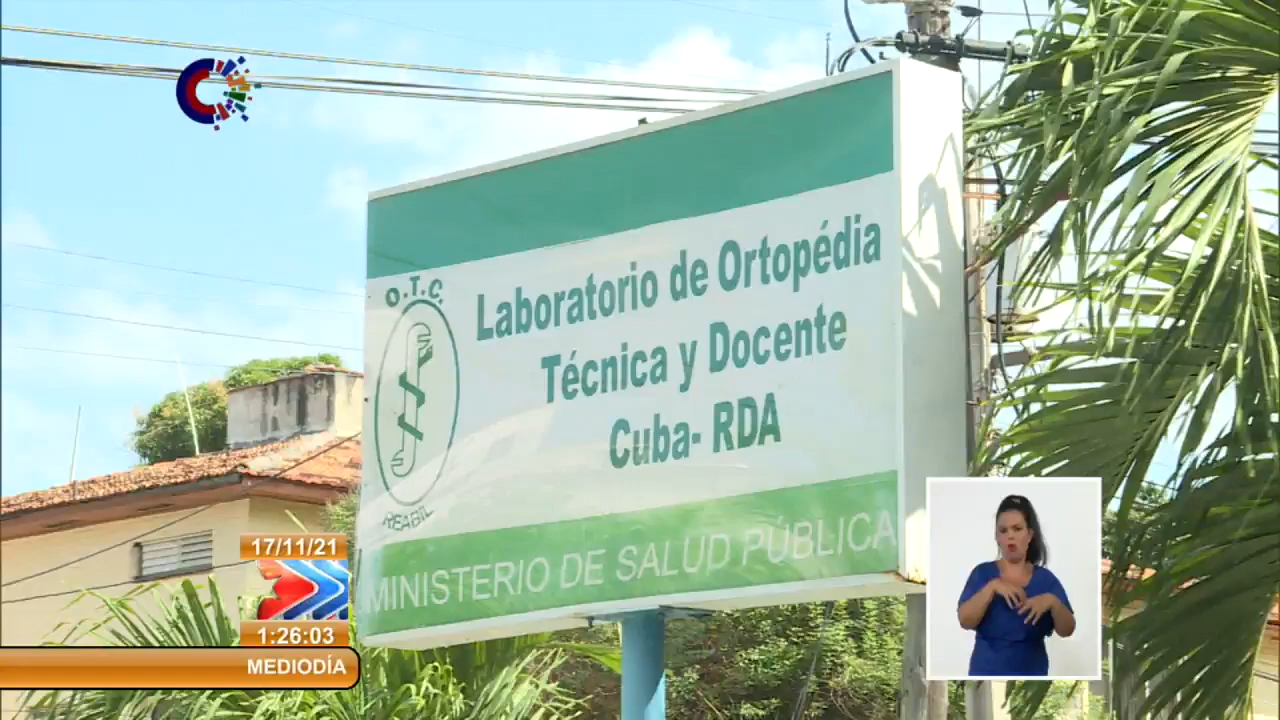 O.T.C.
Laboratorio de Ortopédia
Técnica y Docente
Cuba- RDA
REABIL
MINISTERIO DE SALUD PÚBLICA
17/11/21
1:26:03
MEDIODÍA